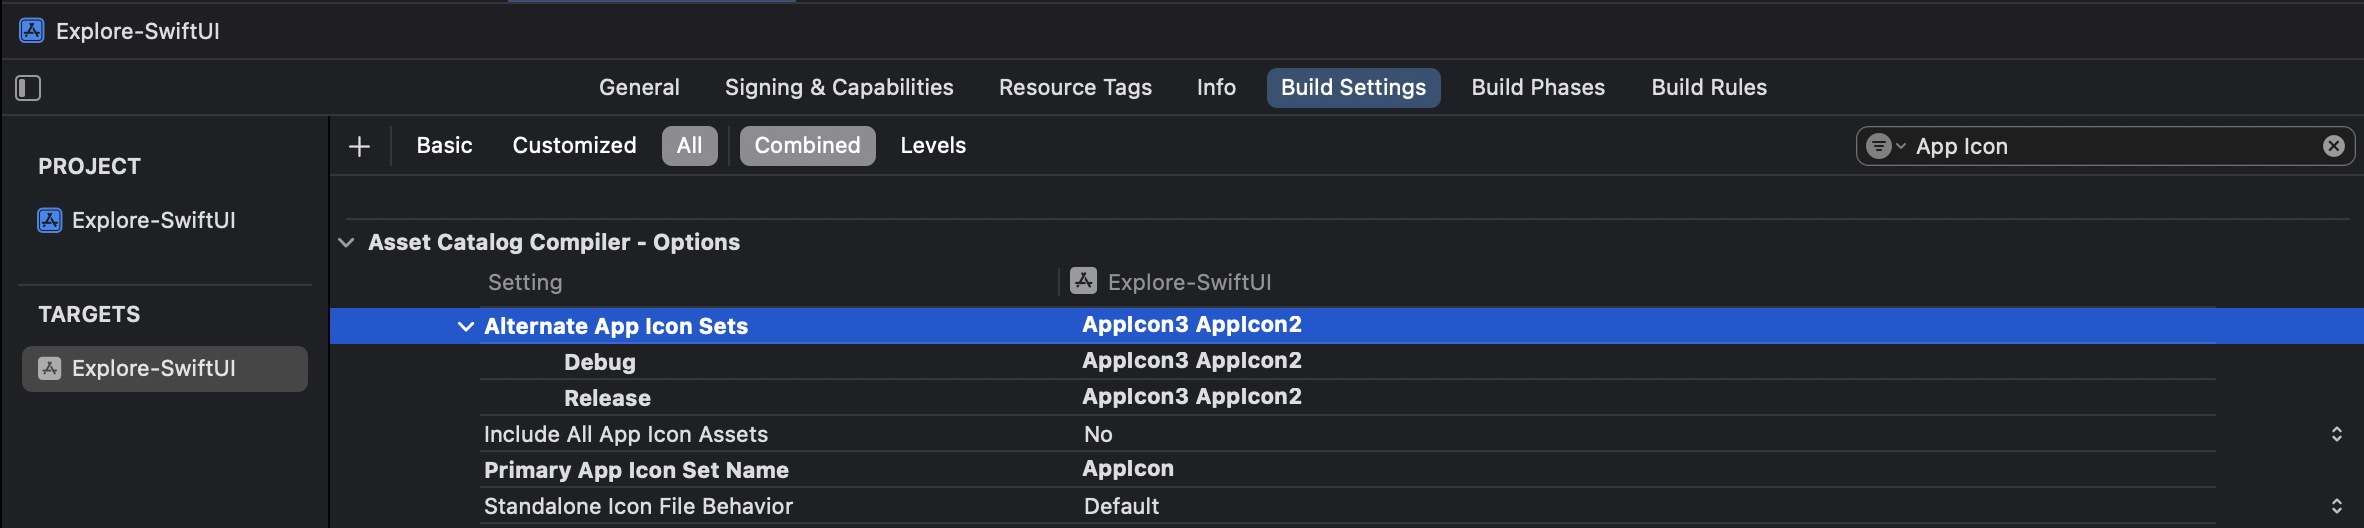 Explore-SwiftUI
General Signing & Capabilities Resource Tags Info Build Settings Build Phases Build Rules
PROJECT
Explore-SwiftUI
TARGETS
Explore-SwiftUI
Basic Customized All Combined Levels App Icon
Asset Catalog Compiler - Options
Setting Explore-SwiftUI
Alternate App Icon Sets AppIcon3 AppIcon2
Debug AppIcon3 AppIcon2
Release AppIcon3 AppIcon2
Include All App Icon Assets No
Primary App Icon Set Name AppIcon
Standalone Icon File Behavior Default